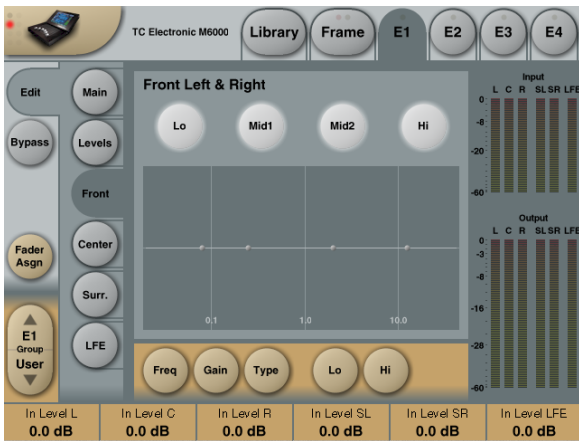 TC Electronic M6000
Library
Frame
E1
E2
E3
E4
Edit
Bypass
Fader
Asgn
E1
Group
User
Main
Levels
Front
Center
Surr.
LFE
Front Left & Right
Lo
Mid1
Mid2
Hi
0.1
1.0
10.0
Freq
Gain
Type
Lo
Hi
Input
L C R SL SR LFE
0
-8
-20
-60
Output
L C R SL SR LFE
0
-3
-8
-16
-28
-60
In Level L
0.0 dB
In Level C
0.0 dB
In Level R
0.0 dB
In Level SL
0.0 dB
In Level SR
0.0 dB
In Level LFE
0.0 dB